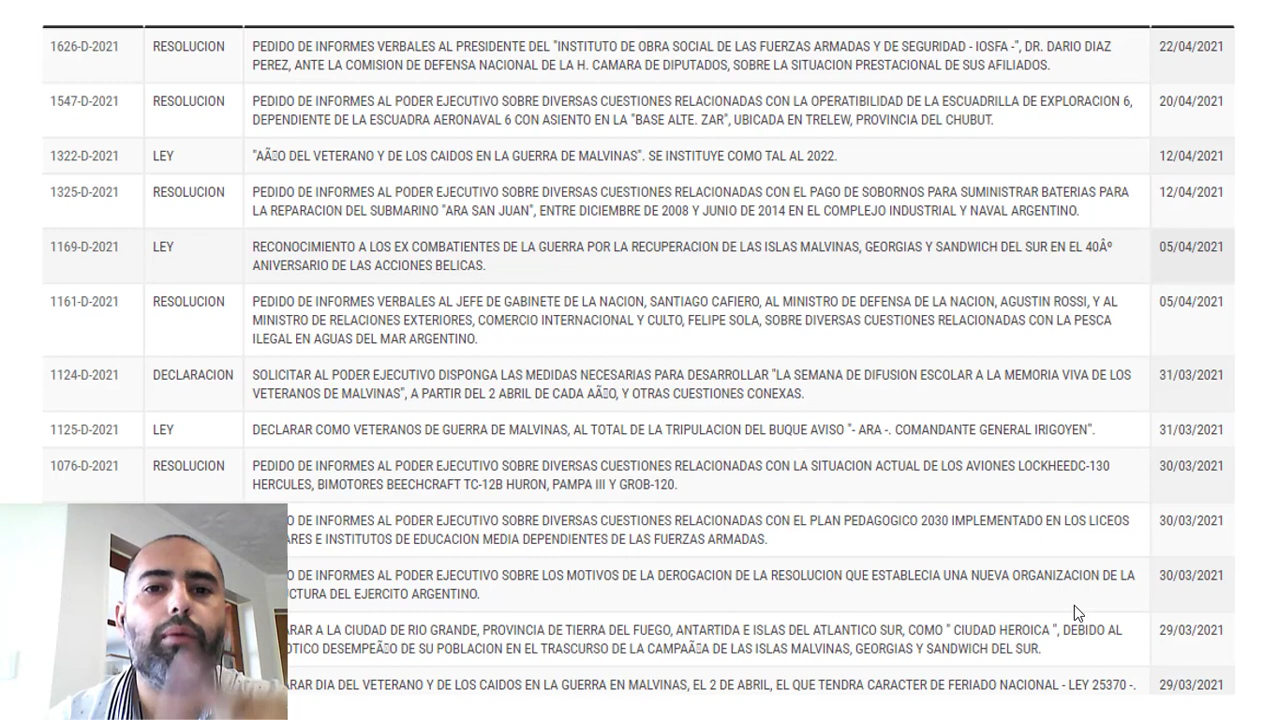 1626-D-2021 RESOLUCION PEDIDO DE INFORMES VERBALES AL PRESIDENTE DEL "INSTITUTO DE OBRA SOCIAL DE LAS FUERZAS ARMADAS Y DE SEGURIDAD - IOSFA -", DR. DARIO DIAZ 22/04/2021
PEREZ, ANTE LA COMISION DE DEFENSA NACIONAL DE LA H. CAMARA DE DIPUTADOS, SOBRE LA SITUACION PRESTACIONAL DE SUS AFILIADOS.
1547-D-2021 RESOLUCION PEDIDO DE INFORMES AL PODER EJECUTIVO SOBRE DIVERSAS CUESTIONES RELACIONADAS CON LA OPERATIBILIDAD DE LA ESCUADRILLA DE EXPLORACION 6, 20/04/2021
DEPENDIENTE DE LA ESCUADRA AERONAVAL 6 CON ASIENTO EN LA "BASE ALTE. ZAR", UBICADA EN TRELEW, PROVINCIA DEL CHUBUT.
1322-D-2021 LEY "AÃ▯O DEL VETERANO Y DE LOS CAIDOS EN LA GUERRA DE MALVINAS". SE INSTITUYE COMO TAL AL 2022. 12/04/2021
1325-D-2021 RESOLUCION PEDIDO DE INFORMES AL PODER EJECUTIVO SOBRE DIVERSAS CUESTIONES RELACIONADAS CON EL PAGO DE SOBORNOS PARA SUMINISTRAR BATERIAS PARA 12/04/2021
LA REPARACION DEL SUBMARINO "ARA SAN JUAN", ENTRE DICIEMBRE DE 2008 Y JUNIO DE 2014 EN EL COMPLEJO INDUSTRIAL Y NAVAL ARGENTINO.
1169-D-2021 LEY RECONOCIMIENTO A LOS EX COMBATIENTES DE LA GUERRA POR LA RECUPERACION DE LAS ISLAS MALVINAS, GEORGIAS Y SANDWICH DEL SUR EN EL 40Âº 05/04/2021
ANIVERSARIO DE LAS ACCIONES BELICAS.
1161-D-2021 RESOLUCION PEDIDO DE INFORMES VERBALES AL JEFE DE GABINETE DE LA NACION, SANTIAGO CAFIERO, AL MINISTRO DE DEFENSA DE LA NACION, AGUSTIN ROSSI, Y AL 05/04/2021
MINISTRO DE RELACIONES EXTERIORES, COMERCIO INTERNACIONAL Y CULTO, FELIPE SOLA, SOBRE DIVERSAS CUESTIONES RELACIONADAS CON LA PESCA
ILEGAL EN AGUAS DEL MAR ARGENTINO.
1124-D-2021 DECLARACION SOLICITAR AL PODER EJECUTIVO DISPONGA LAS MEDIDAS NECESARIAS PARA DESARROLLAR "LA SEMANA DE DIFUSION ESCOLAR A LA MEMORIA VIVA DE LOS 31/03/2021
VETERANOS DE MALVINAS", A PARTIR DEL 2 ABRIL DE CADA AÃ▯O, Y OTRAS CUESTIONES CONEXAS.
1125-D-2021 LEY DECLARAR COMO VETERANOS DE GUERRA DE MALVINAS, AL TOTAL DE LA TRIPULACION DEL BUQUE AVISO "- ARA -. COMANDANTE GENERAL IRIGOYEN". 31/03/2021
1076-D-2021 RESOLUCION PEDIDO DE INFORMES AL PODER EJECUTIVO SOBRE DIVERSAS CUESTIONES RELACIONADAS CON LA SITUACION ACTUAL DE LOS AVIONES LOCKHEEDC-130 30/03/2021
HERCULES, BIMOTORES BEECHCRAFT TC-12B HURON, PAMPA III Y GROB-120.
O DE INFORMES AL PODER EJECUTIVO SOBRE DIVERSAS CUESTIONES RELACIONADAS CON EL PLAN PEDAGOGICO 2030 IMPLEMENTADO EN LOS LICEOS 30/03/2021
ARES E INSTITUTOS DE EDUCACION MEDIA DEPENDIENTES DE LAS FUERZAS ARMADAS.
O DE INFORMES AL PODER EJECUTIVO SOBRE LOS MOTIVOS DE LA DEROGACION DE LA RESOLUCION QUE ESTABLECIA UNA NUEVA ORGANIZACION DE LA 30/03/2021
UCTURA DEL EJERCITO ARGENTINO.
RAR A LA CIUDAD DE RIO GRANDE, PROVINCIA DE TIERRA DEL FUEGO, ANTARTIDA E ISLAS DEL ATLANTICO SUR, COMO " CIUDAD HEROICA ", DEBIDO AL 29/03/2021
OTICO DESEMPEÃ▯O DE SU POBLACION EN EL TRASCURSO DE LA CAMPAÃ▯A DE LAS ISLAS MALVINAS, GEORGIAS Y SANDWICH DEL SUR.
RAR DIA DEL VETERANO Y DE LOS CAIDOS EN LA GUERRA EN MALVINAS, EL 2 DE ABRIL, EL QUE TENDRA CARACTER DE FERIADO NACIONAL - LEY 25370 -. 29/03/2021